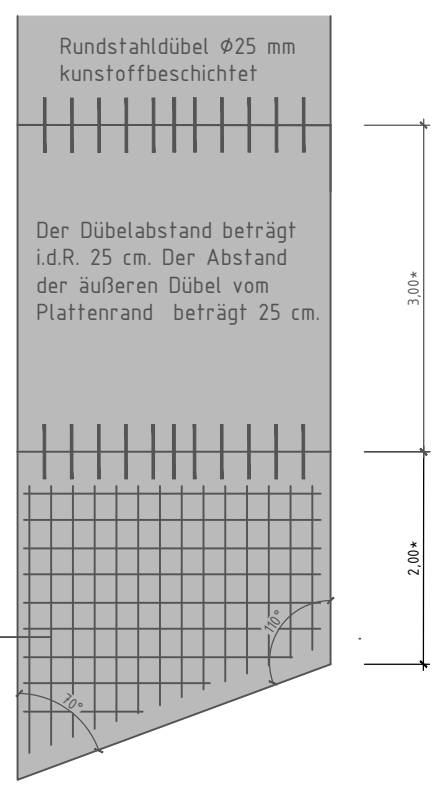 Rundstahldübel Ø25 mm
kunstoffbeschichtet
Der Dübelabstand beträgt
i.d.R. 25 cm. Der Abstand
der äußeren Dübel vom
Plattenrand beträgt 25 cm.
3,00*
2,00*
110°
70°